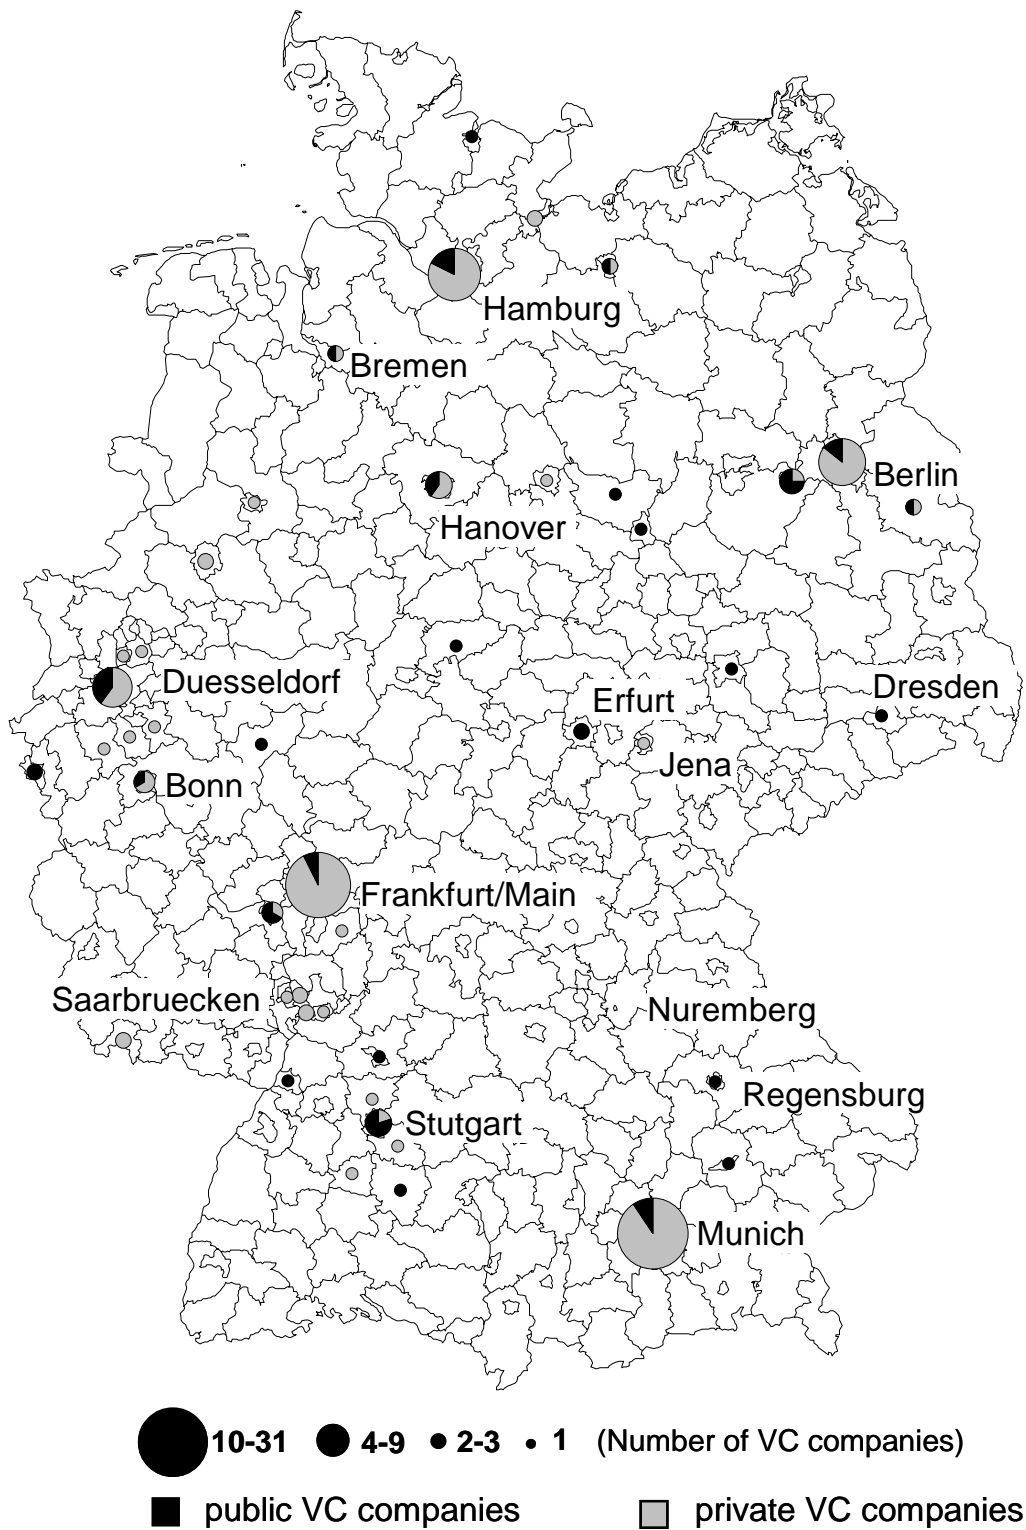 Hamburg
Bremen
Berlin
Hanover
Duesseldorf
Erfurt
Dresden
Jena
Bonn
Frankfurt/Main
Saarbruecken
Nuremberg
Regensburg
Stutgart
Munich
10-31 4-9 2-3 1 (Number of VC companies)
public VC companies private VC companies